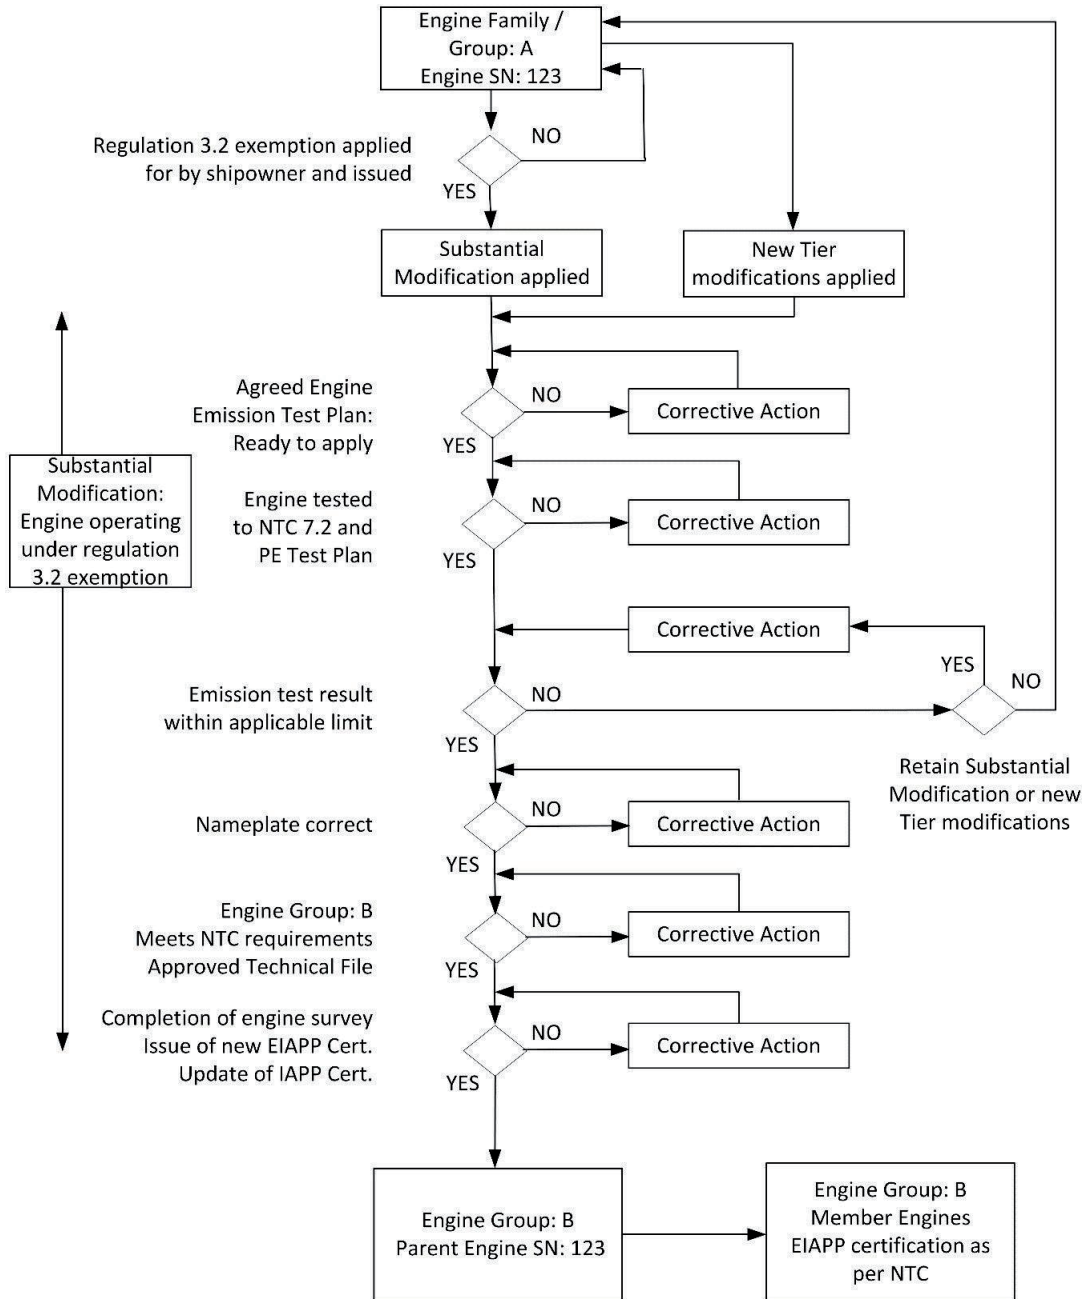 Engine Family /
Group: A
Engine SN: 123
NO
Regulation 3.2 exemption applied
for by shipowner and issued
YES
Substantial
Modification applied
New Tier
modifications applied
Agreed Engine
Emission Test Plan:
Ready to apply
NO
Corrective Action
YES
Substantial
Modification:
Engine operating
under regulation
3.2 exemption
Engine tested
to NTC 7.2 and
PE Test Plan
NO
Corrective Action
YES
Corrective Action
YES
NO
Emission test result
within applicable limit
NO
YES
Retain Substantial
Modification or new
Tier modifications
Nameplate correct
NO
Corrective Action
YES
Engine Group: B
Meets NTC requirements
Approved Technical File
NO
Corrective Action
YES
Completion of engine survey
Issue of new EIAPP Cert.
Update of IAPP Cert.
NO
Corrective Action
YES
Engine Group: B
Parent Engine SN: 123
Engine Group: B
Member Engines
EIAPP certification as
per NTC